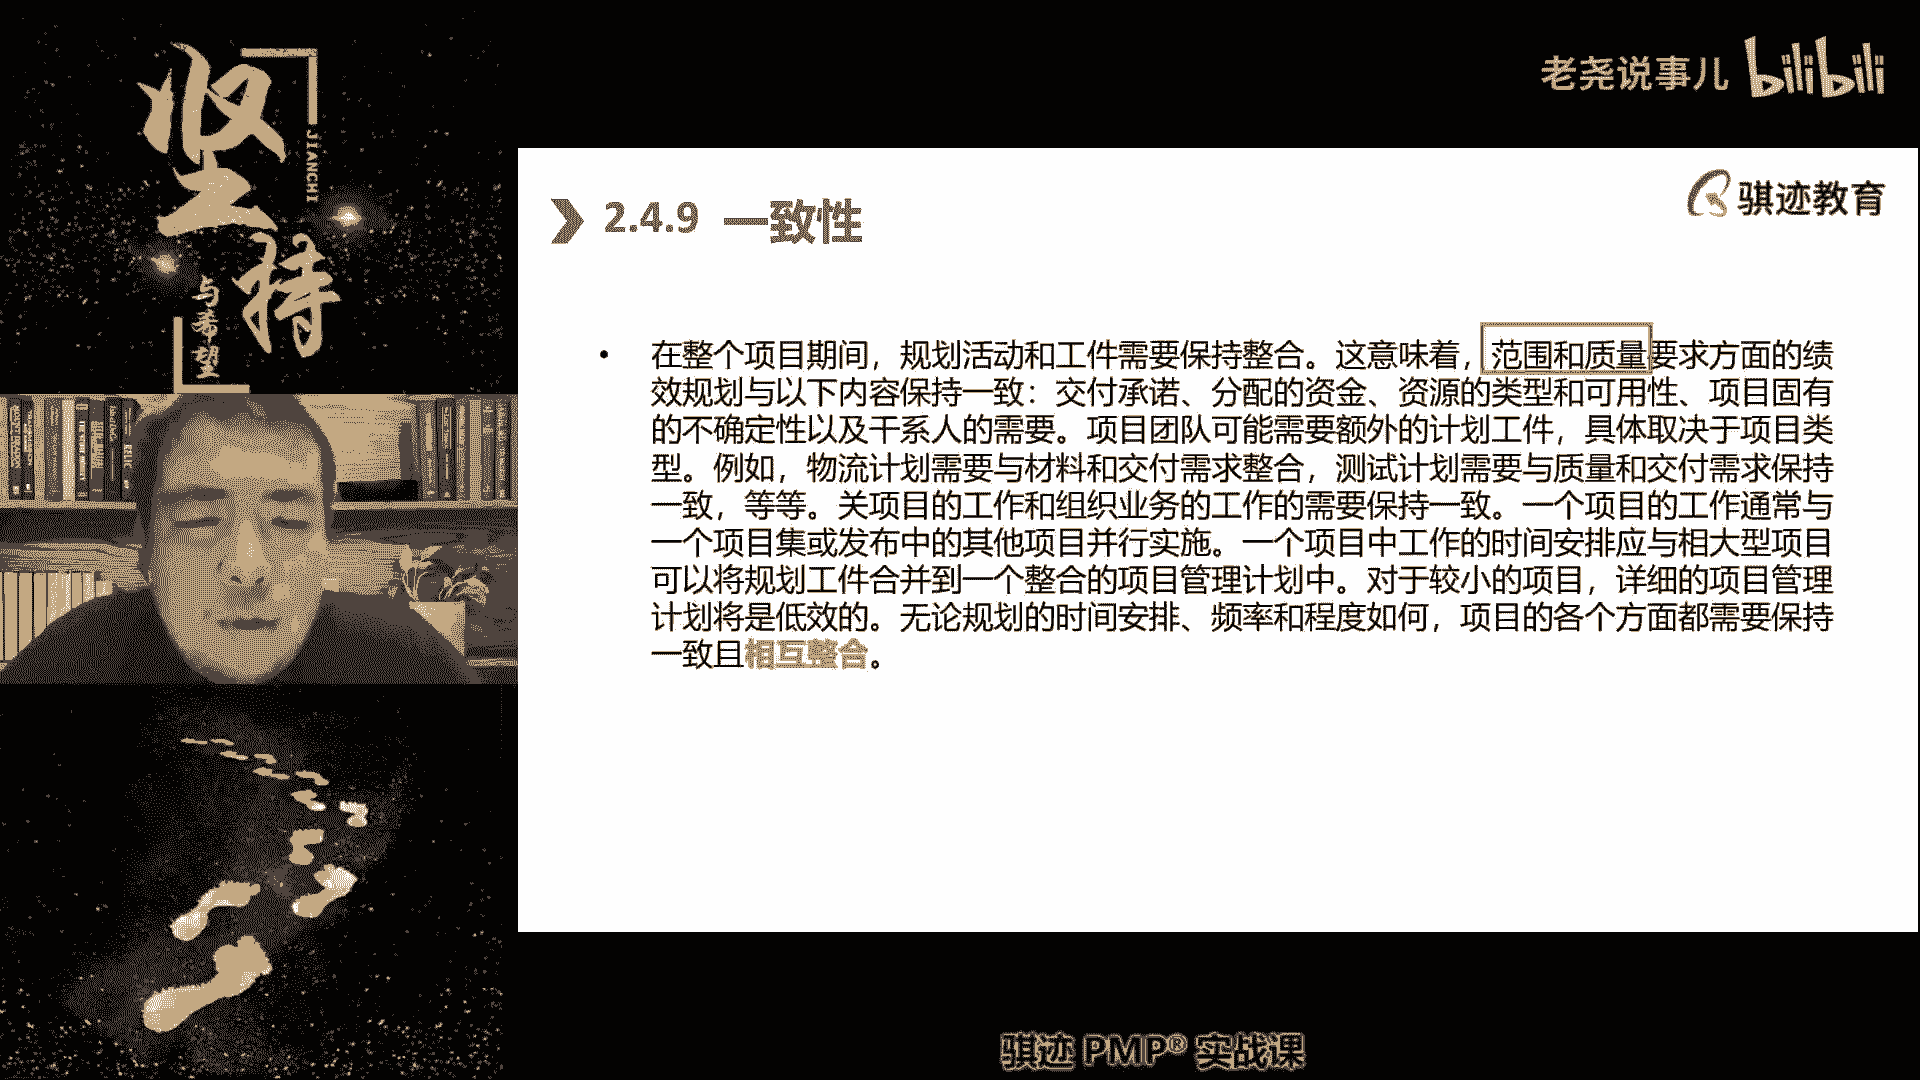 坚持
JIANCHI
与希望
老尧说事儿 bilibili
骐迹教育
2.4.9 一致性
• 在整个项目期间，规划活动和工件需要保持整合。这意味着，范围和质量要求方面的绩
效规划与以下内容保持一致：交付承诺、分配的资金、资源的类型和可用性、项目固有
的不确定性以及干系人的需要。项目团队可能需要额外的计划工件，具体取决于项目类
型。例如，物流计划需要与材料和交付需求整合，测试计划需要与质量和交付需求保持
一致，等等。关项目的工作和组织业务的工作的需要保持一致。一个项目的工作通常与
一个项目集或发布中的其他项目并行实施。一个项目中工作的时间安排应与相大型项目
可以将规划工件合并到一个整合的项目管理计划中。对于较小的项目，详细的项目管理
计划将是低效的。无论规划的时间安排、频率和程度如何，项目的各个方面都需要保持
一致且相互整合。
骐迹 PMP® 实战课